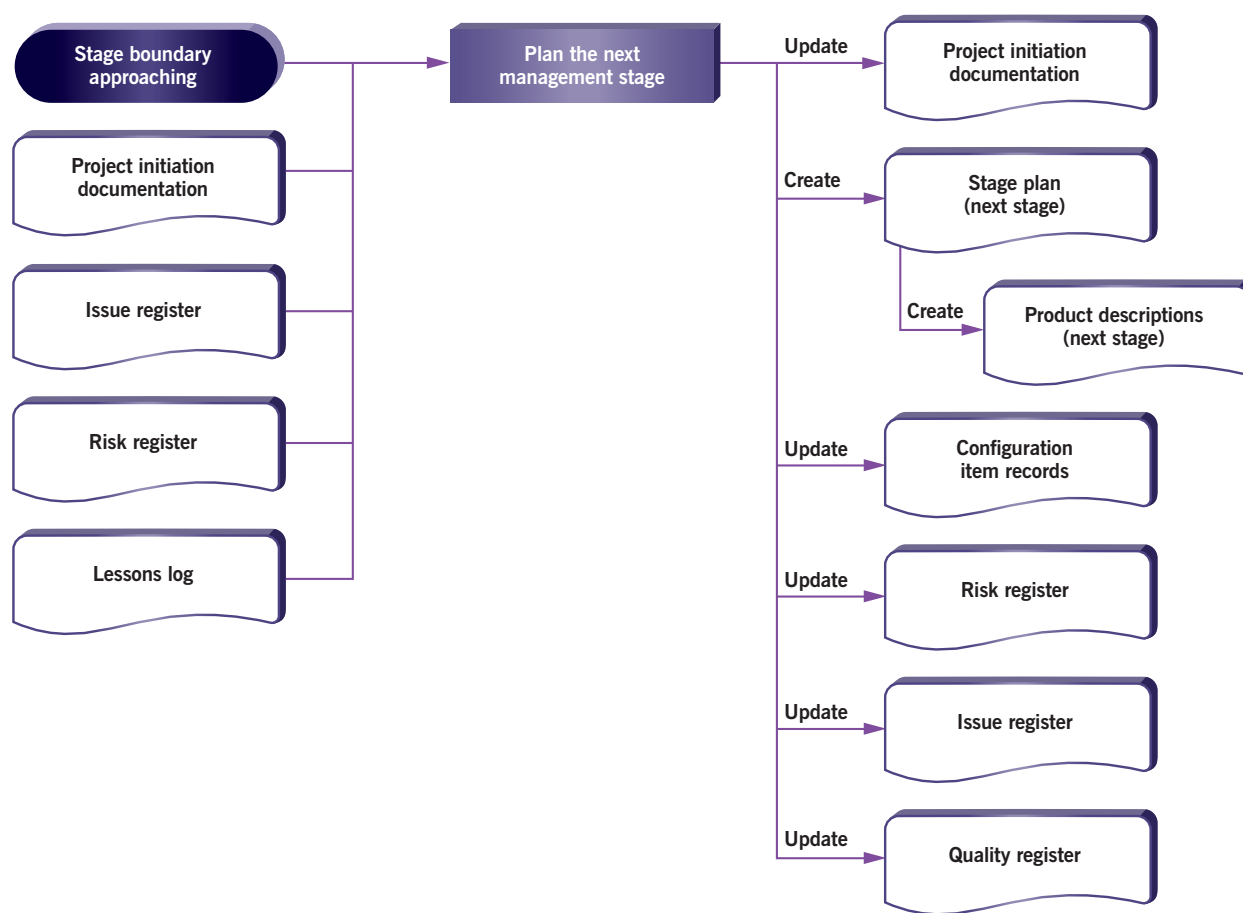 Stage boundary
approaching
Plan the next
management stage
Update
Project initiation
documentation
Project initiation
documentation
Create
Stage plan
(next stage)
Issue register
Create
Product descriptions
(next stage)
Risk register
Update
Configuration
item records
Lessons log
Update
Risk register
Update
Issue register
Update
Quality register